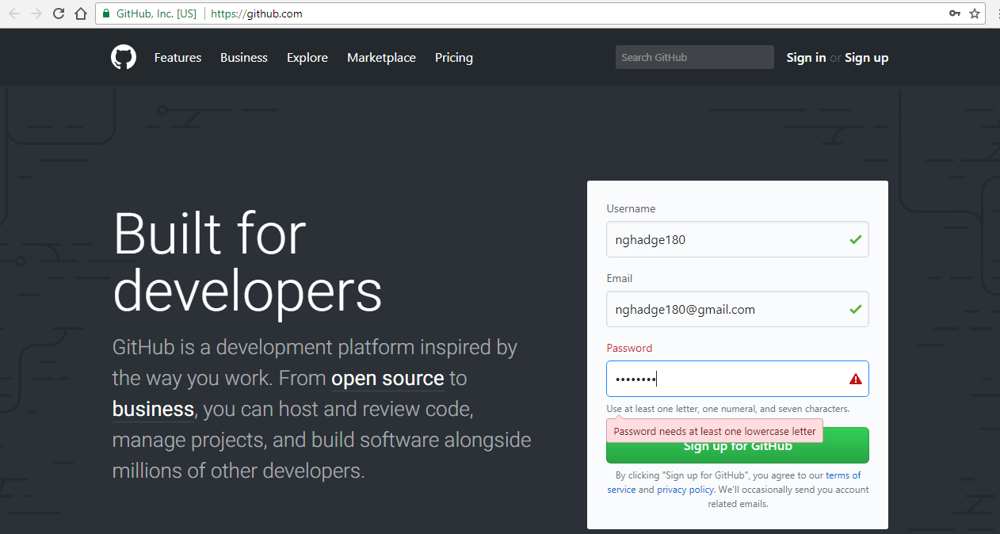 GitHub, Inc. [US] https://github.com
Features Business Explore Marketplace Pricing Search GitHub Sign in or Sign up
Built for
developers
GitHub is a development platform inspired by
the way you work. From open source to
business, you can host and review code,
manage projects, and build software alongside
millions of other developers.
Username
nghadge180
Email
nghadge180@gmail.com
Password
••••••••
Use at least one letter, one numeral, and seven characters.
Password needs at least one lowercase letter
Sign up for GitHub
By clicking "Sign up for GitHub", you agree to our terms of
service and privacy policy. We'll occasionally send you account
related emails.